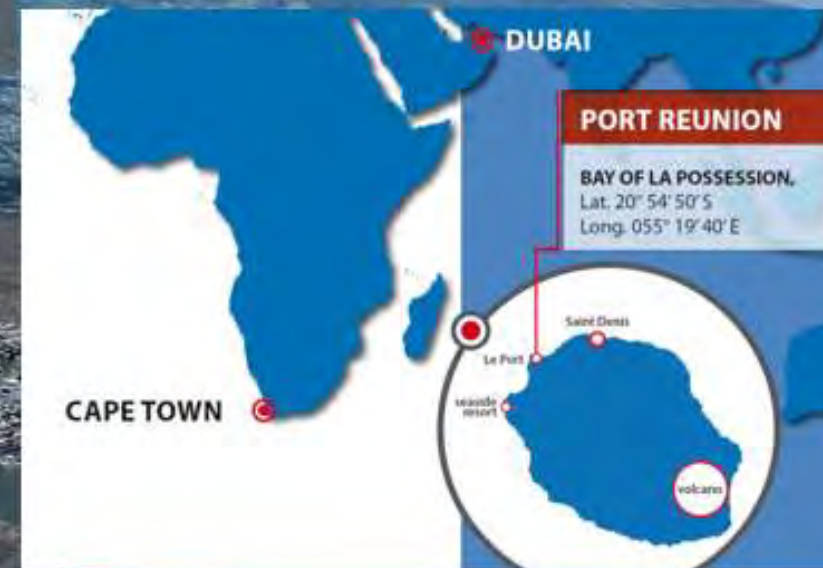 DUBAI
PORT REUNION
BAY OF LA POSSESSION,
Lat. 20° 54' 50' S
Long. 055° 19' 40' E
Saint Denis
Le Port
seaside
resort
CAPE TOWN
volcano